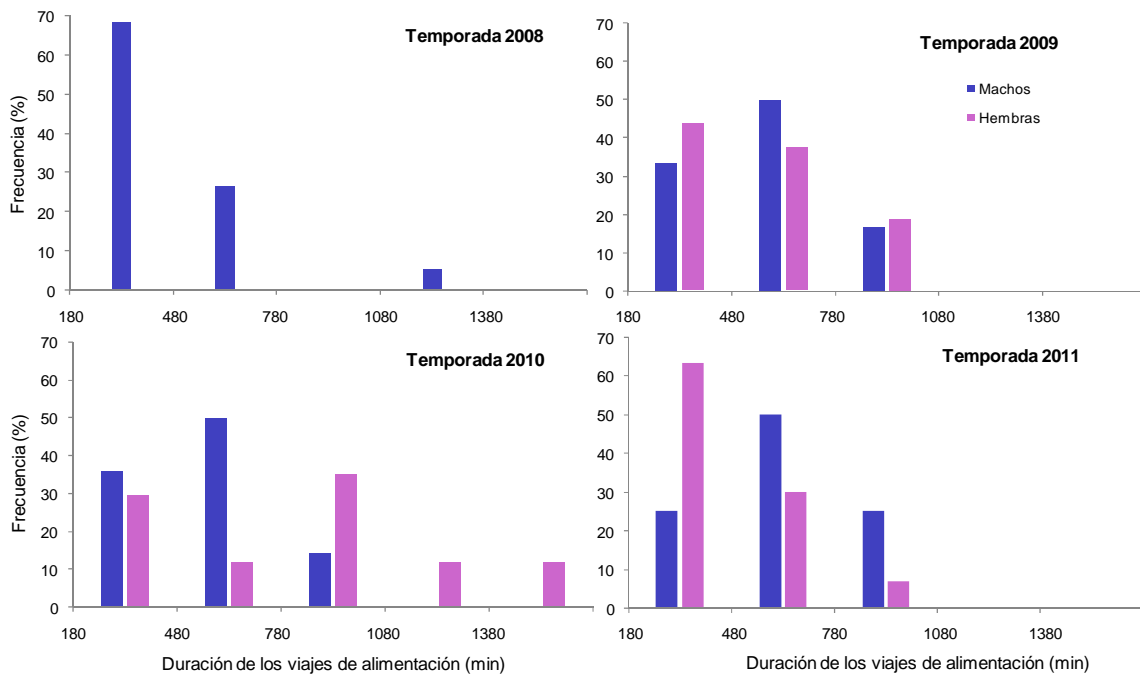 Temporada 2008
Frecuencia (%)
70
60
50
40
30
20
10
0
180 480 780 1080 1380
Temporada 2009
Machos
Hembras
70
60
50
40
30
20
10
0
180 480 780 1080 1380
Temporada 2010
Frecuencia (%)
70
60
50
40
30
20
10
0
180 480 780 1080 1380
Duración de los viajes de alimentación (min)
Temporada 2011
70
60
50
40
30
20
10
0
180 480 780 1080 1380
Duración de los viajes de alimentación (min)